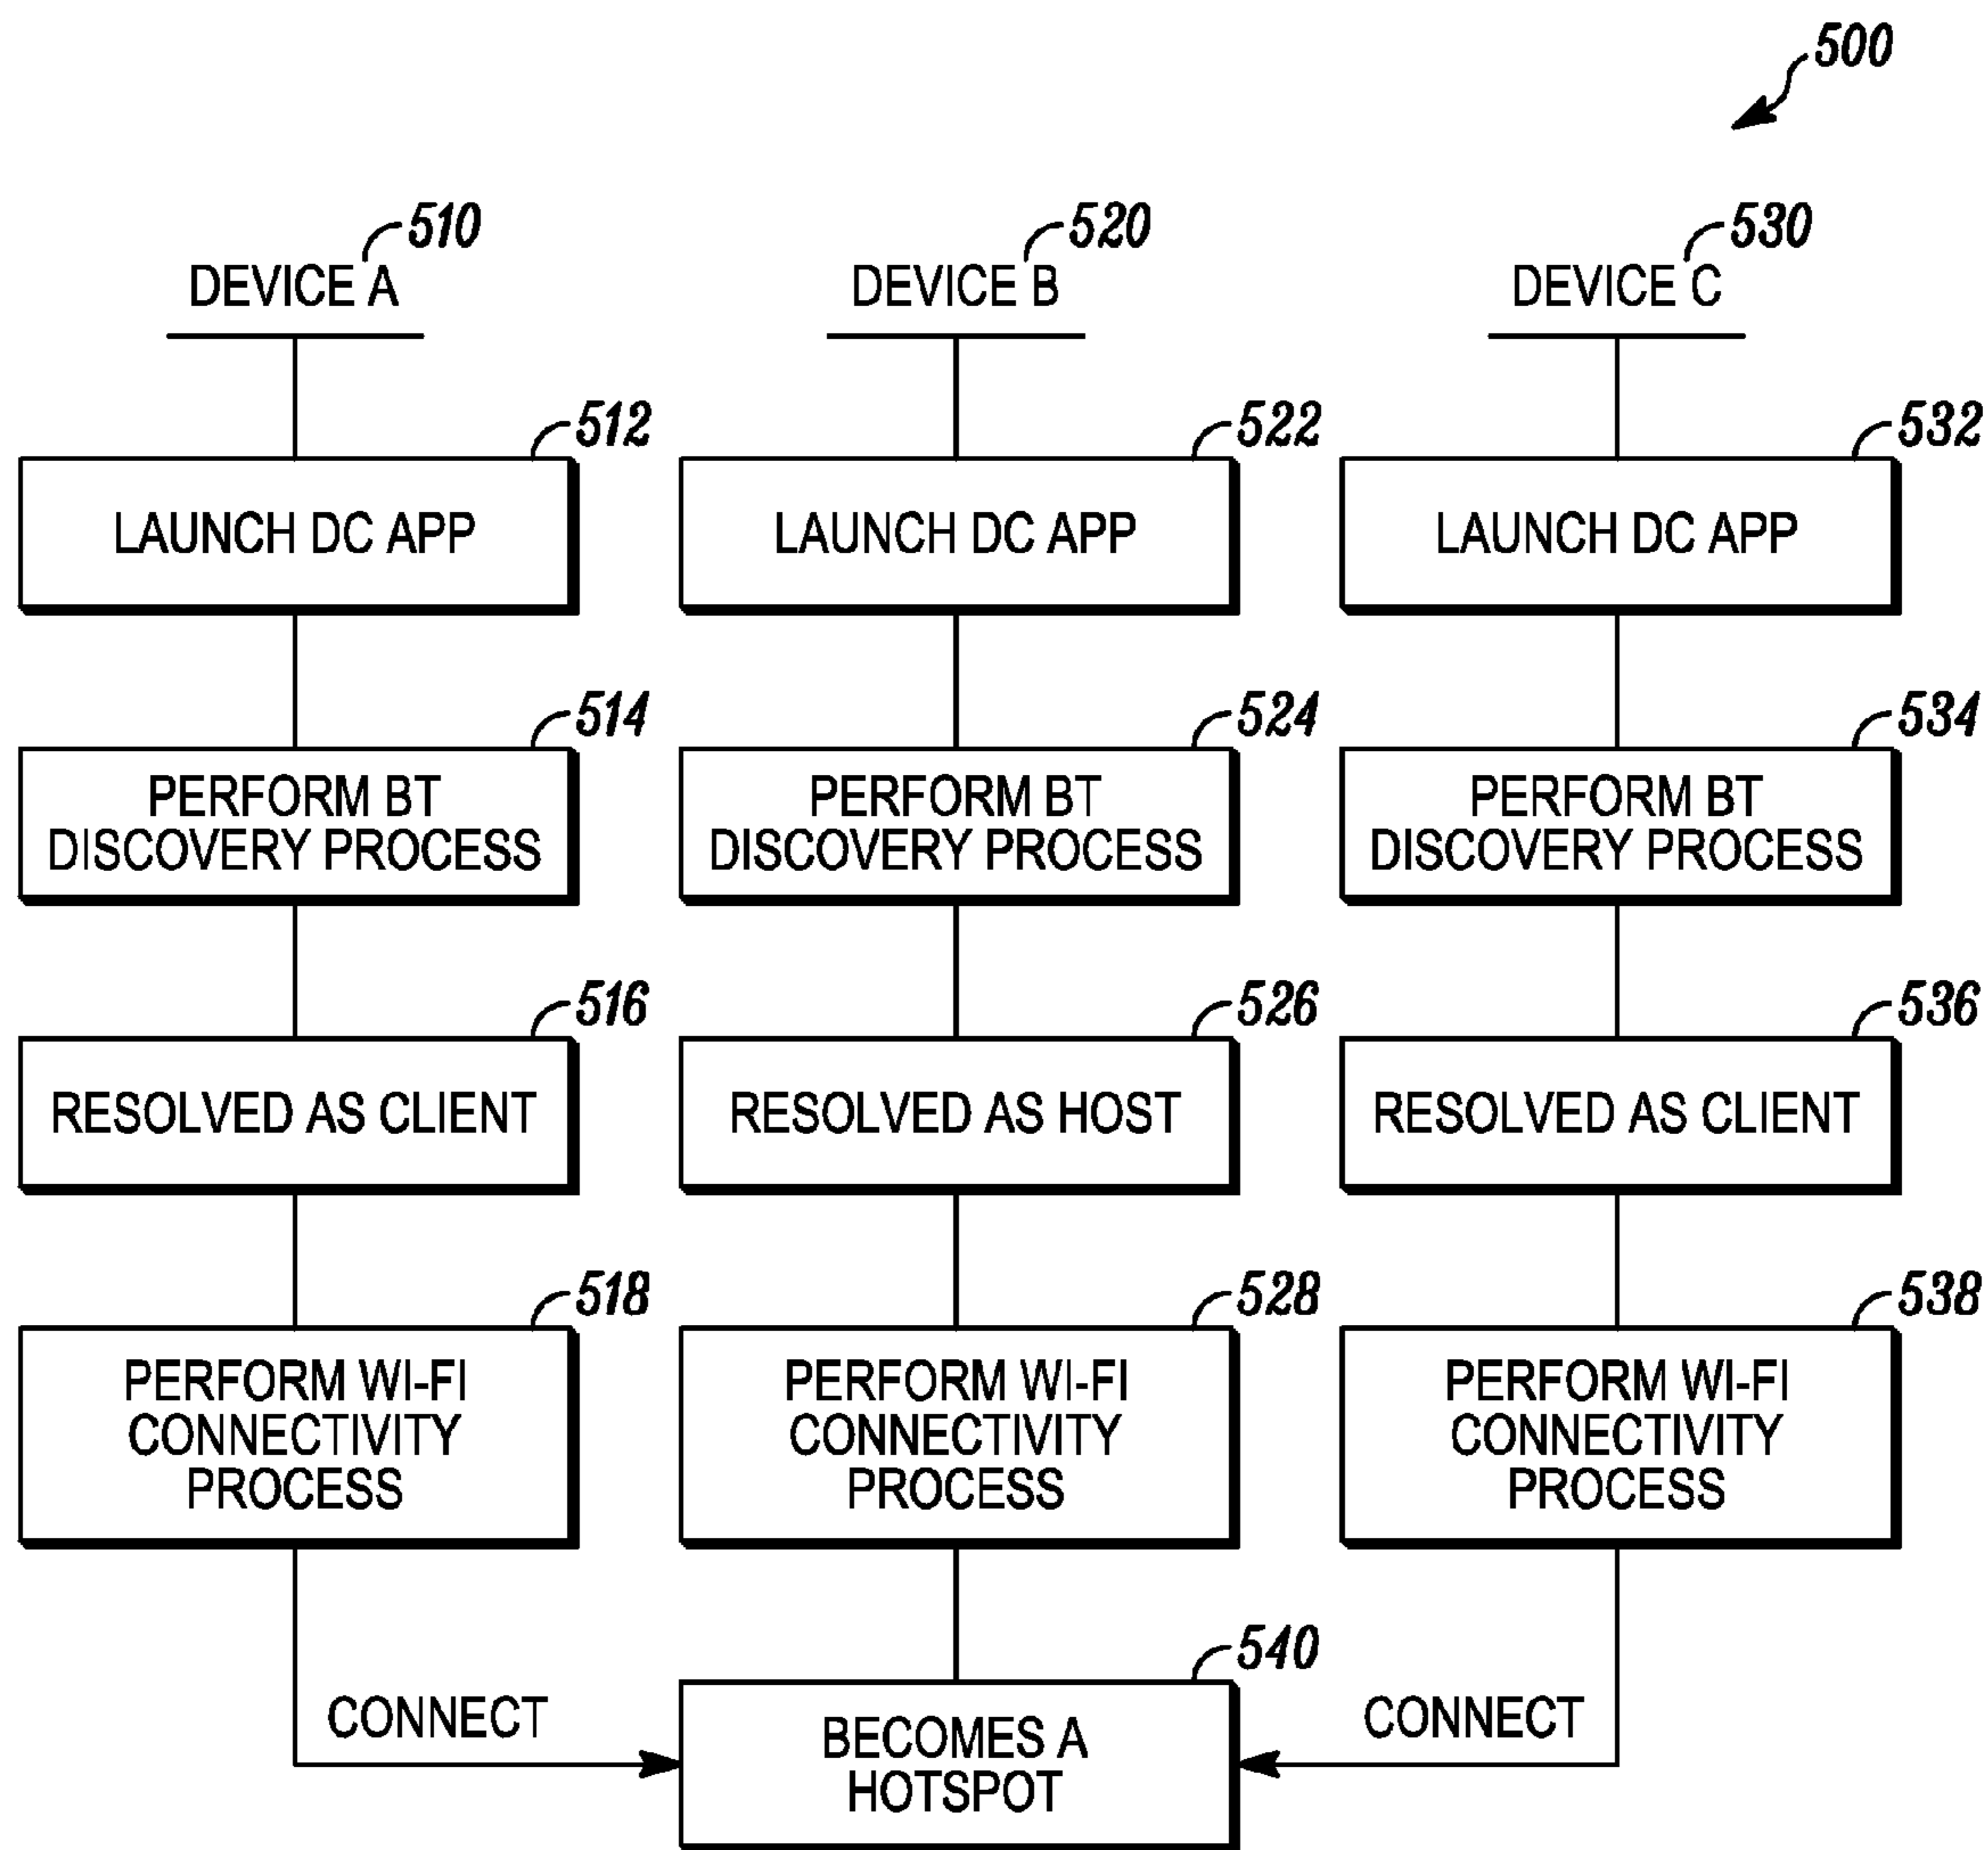 500
510
520
530
DEVICE A
DEVICE B
DEVICE C
512
522
532
LAUNCH DC APP
LAUNCH DC APP
LAUNCH DC APP
514
524
534
PERFORM BT
DISCOVERY PROCESS
PERFORM BT
DISCOVERY PROCESS
PERFORM BT
DISCOVERY PROCESS
516
526
536
RESOLVED AS CLIENT
RESOLVED AS HOST
RESOLVED AS CLIENT
518
528
538
PERFORM WI-FI
CONNECTIVITY
PROCESS
PERFORM WI-FI
CONNECTIVITY
PROCESS
PERFORM WI-FI
CONNECTIVITY
PROCESS
540
CONNECT
BECOMES A
HOTSPOT
CONNECT